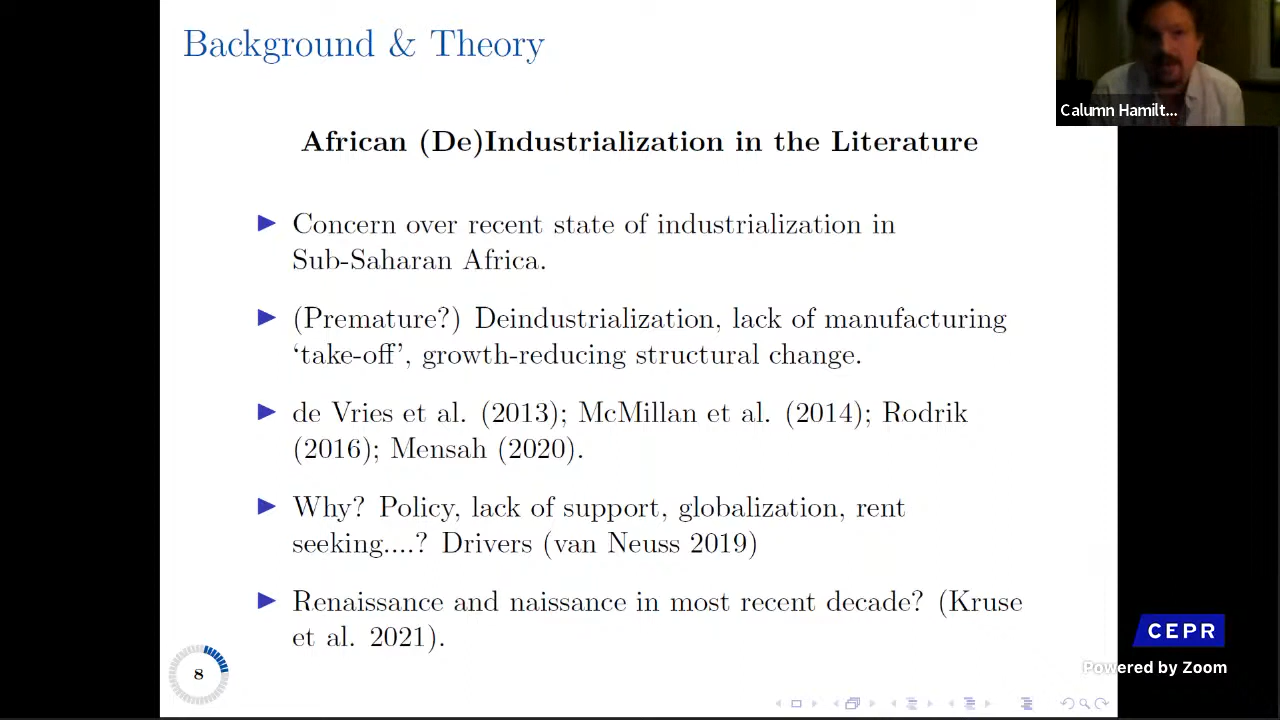 Background & Theory
Calumn Hamilt...
African (De)Industrialization in the Literature
Concern over recent state of industrialization in
Sub-Saharan Africa.
(Premature?) Deindustrialization, lack of manufacturing
‘take-off’, growth-reducing structural change.
de Vries et al. (2013); McMillan et al. (2014); Rodrik
(2016); Mensah (2020).
Why? Policy, lack of support, globalization, rent
seeking....? Drivers (van Neuss 2019)
Renaissance and naissance in most recent decade? (Kruse
et al. 2021).
8
CEPR
Powered by Zoom